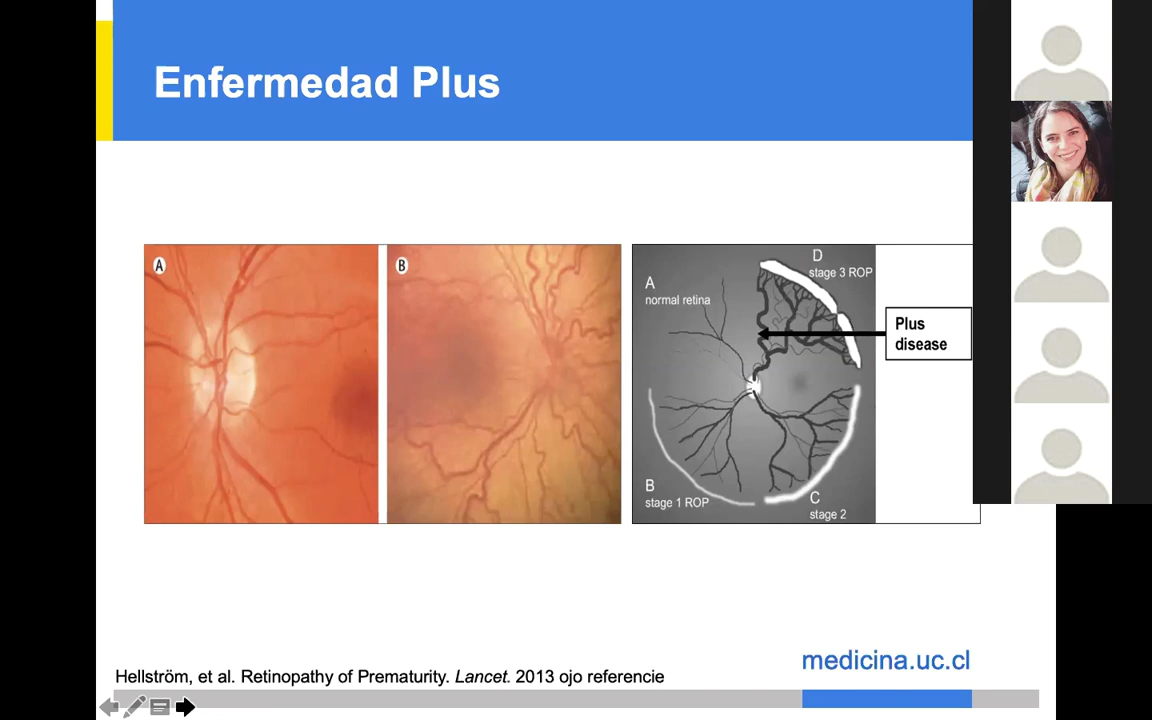 Enfermedad Plus
A
B
A
normal retina
D
stage 3 ROP
Plus
disease
B
stage 1 ROP
C
stage 2
medicina.uc.cl
Hellström, et al. Retinopathy of Prematurity. Lancet. 2013 ojo referencie